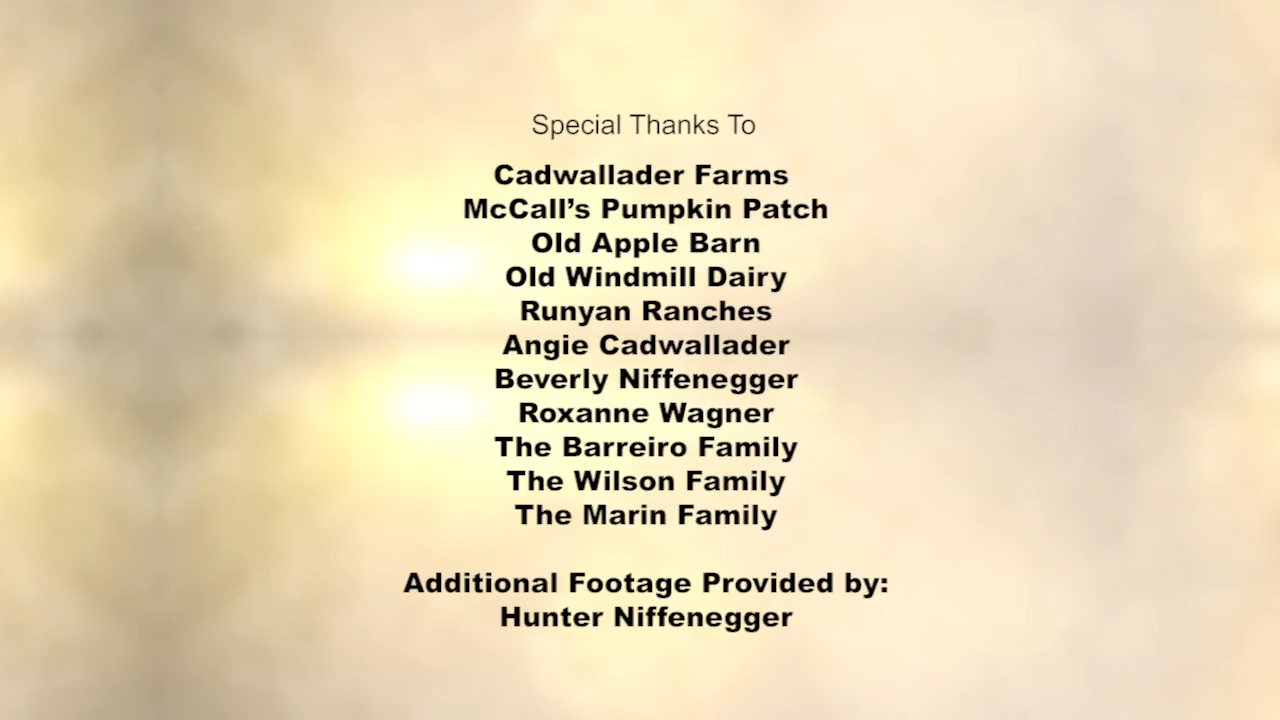 Special Thanks To
Cadwallader Farms
McCall’s Pumpkin Patch
Old Apple Barn
Old Windmill Dairy
Runyan Ranches
Angie Cadwallader
Beverly Niffenegger
Roxanne Wagner
The Barreiro Family
The Wilson Family
The Marin Family
Additional Footage Provided by:
Hunter Niffenegger